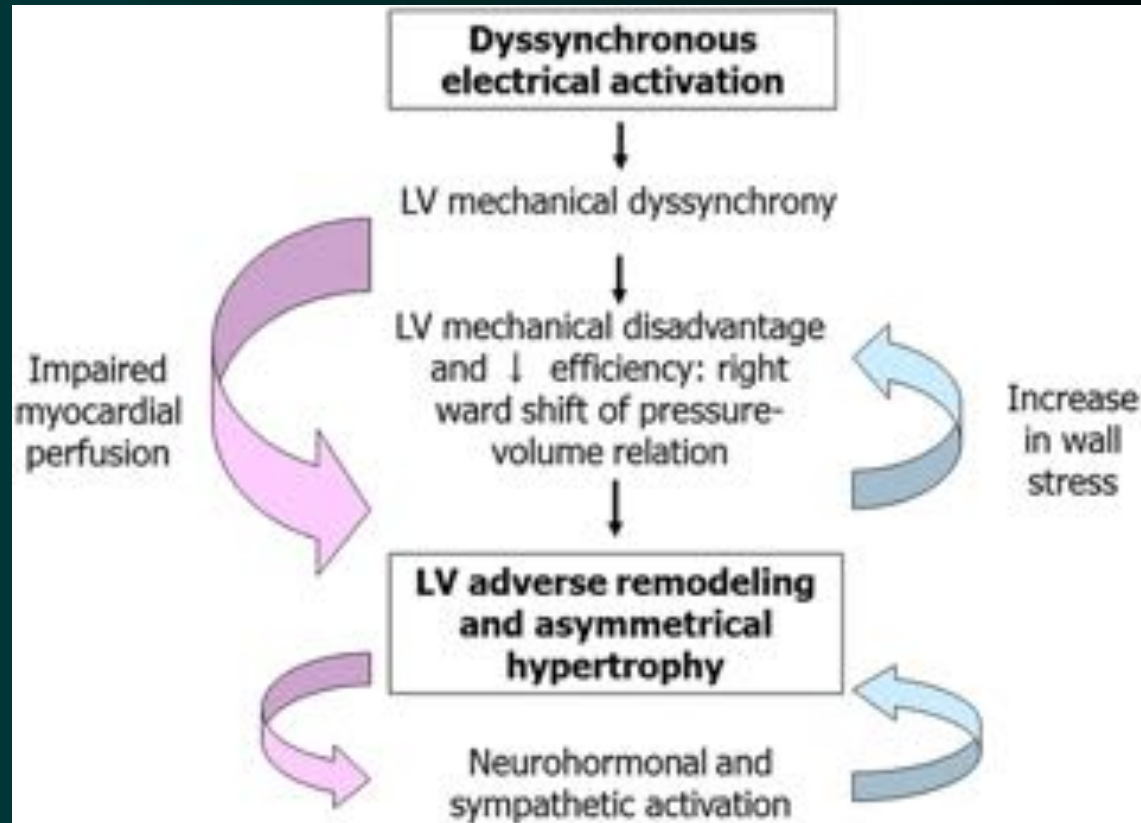 Dyssynchronous
electrical activation
LV mechanical dyssynchrony
LV mechanical disadvantage
and ↓ efficiency: right
ward shift of pressure-
volume relation
Impaired
myocardial
perfusion
Increase
in wall
stress
LV adverse remodeling
and asymmetrical
hypertrophy
Neurohormonal and
sympathetic activation